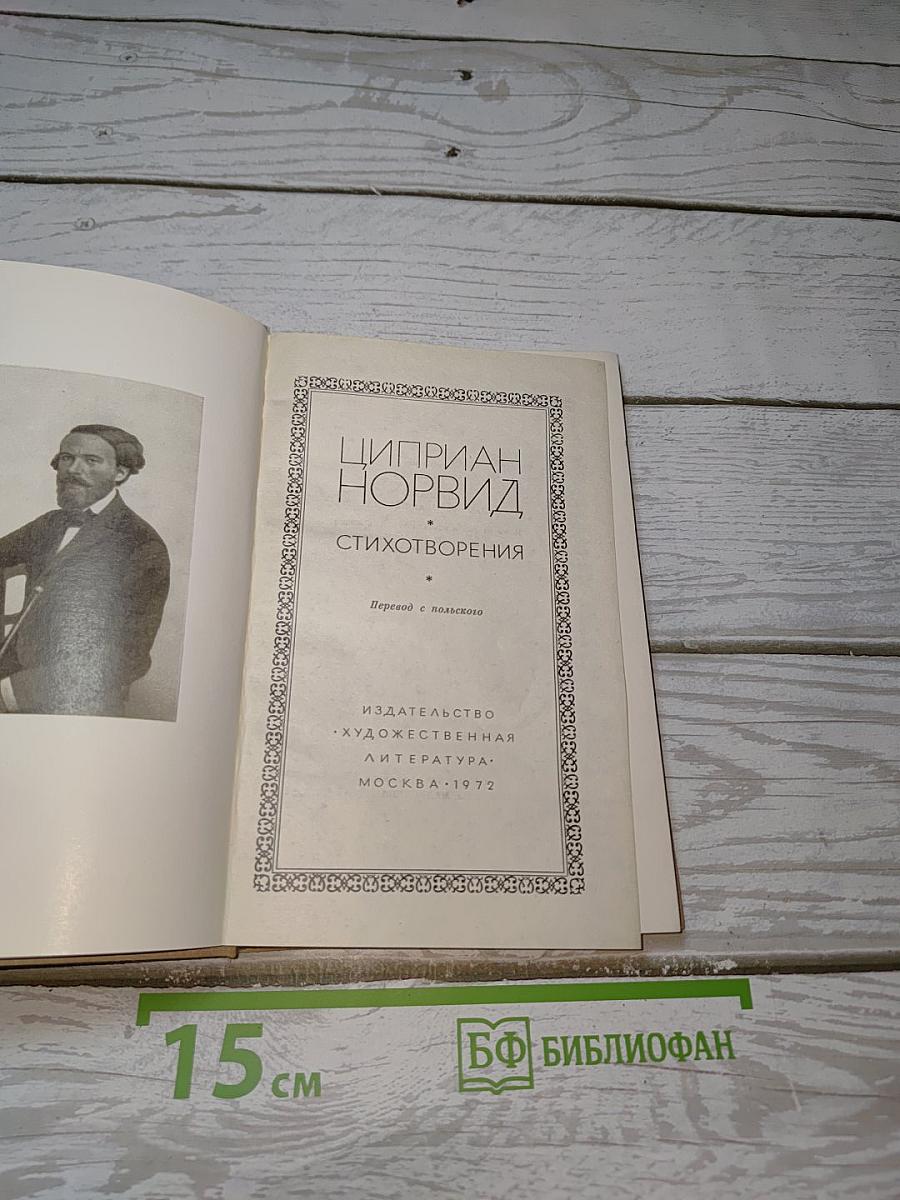 ЦИПРИАН
НОРВИД
*
СТИХОТВОРЕНИЯ
*
Перевод с польского
ИЗДАТЕЛЬСТВО
·ХУДОЖЕСТВЕННАЯ
ЛИТЕРАТУРА·
МОСКВА·1972
15 см
БФ БИБЛИОФАН